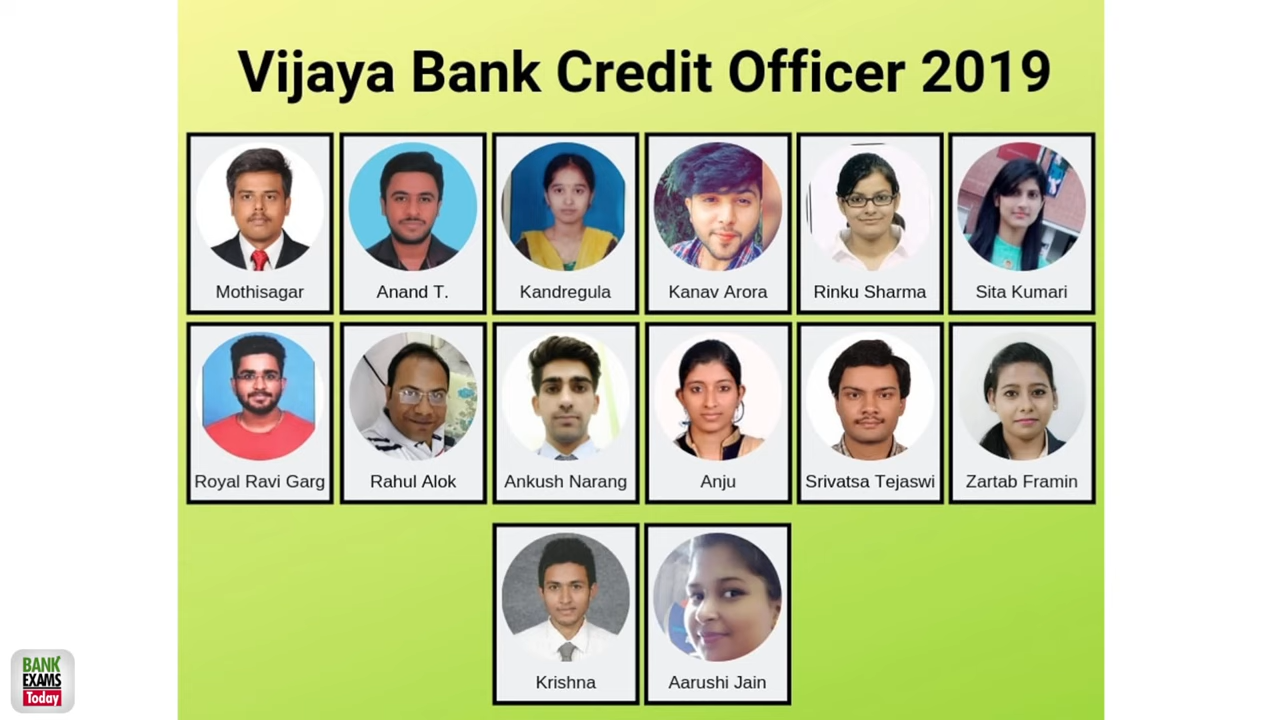 Vijaya Bank Credit Officer 2019
Mothisagar
Anand T.
Kandregula
Kanav Arora
Rinku Sharma
Sita Kumari
Royal Ravi Garg
Rahul Alok
Ankush Narang
Anju
Srivatsa Tejaswi
Zartab Framin
Krishna
Aarushi Jain
BANK
EXAMS
Today